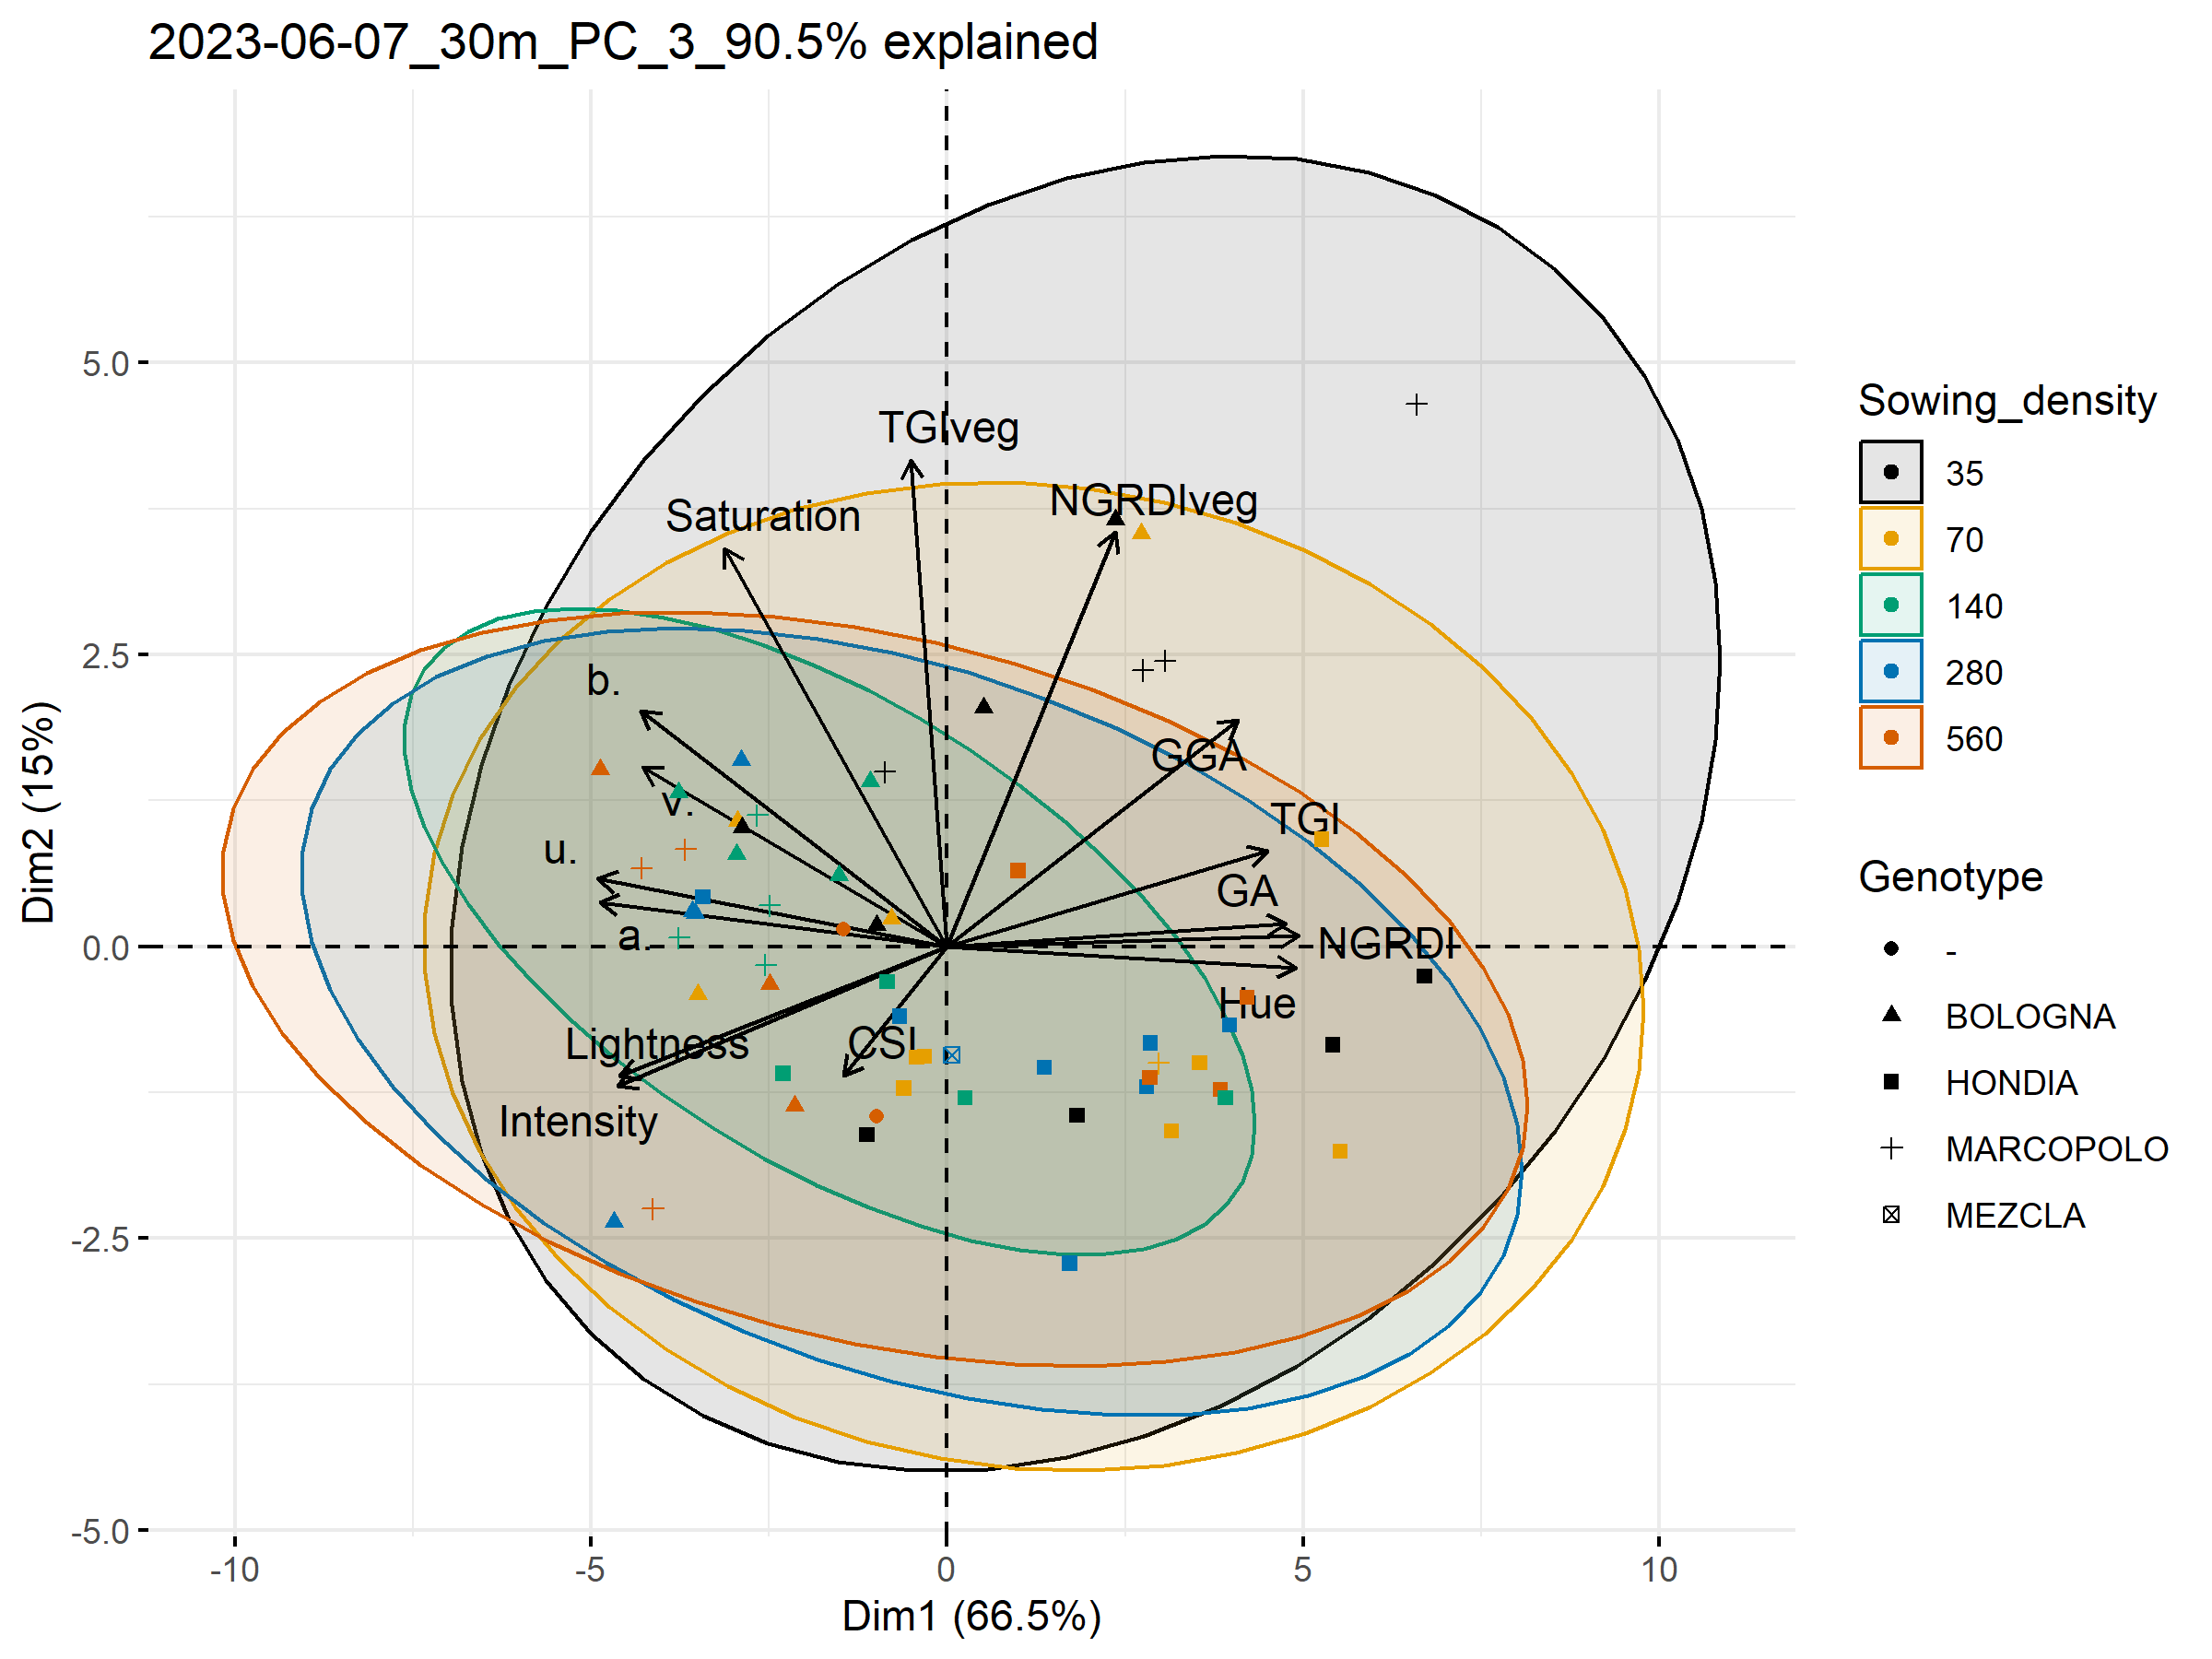 2023-06-07_30m_PC_3_90.5% explained
TGIveg
Saturation
NGRDIveg
b.
GGA
v.
TGI
u.
GA
a.
NGRDI
Hue
Lightness
CSI
Intensity
Dim2 (15%)
5.0
2.5
0.0
-2.5
-5.0
-10
-5
0
5
10
Dim1 (66.5%)
Sowing_density
35
70
140
280
560
Genotype
-
BOLOGNA
HONDIA
MARCOPOLO
MEZCLA